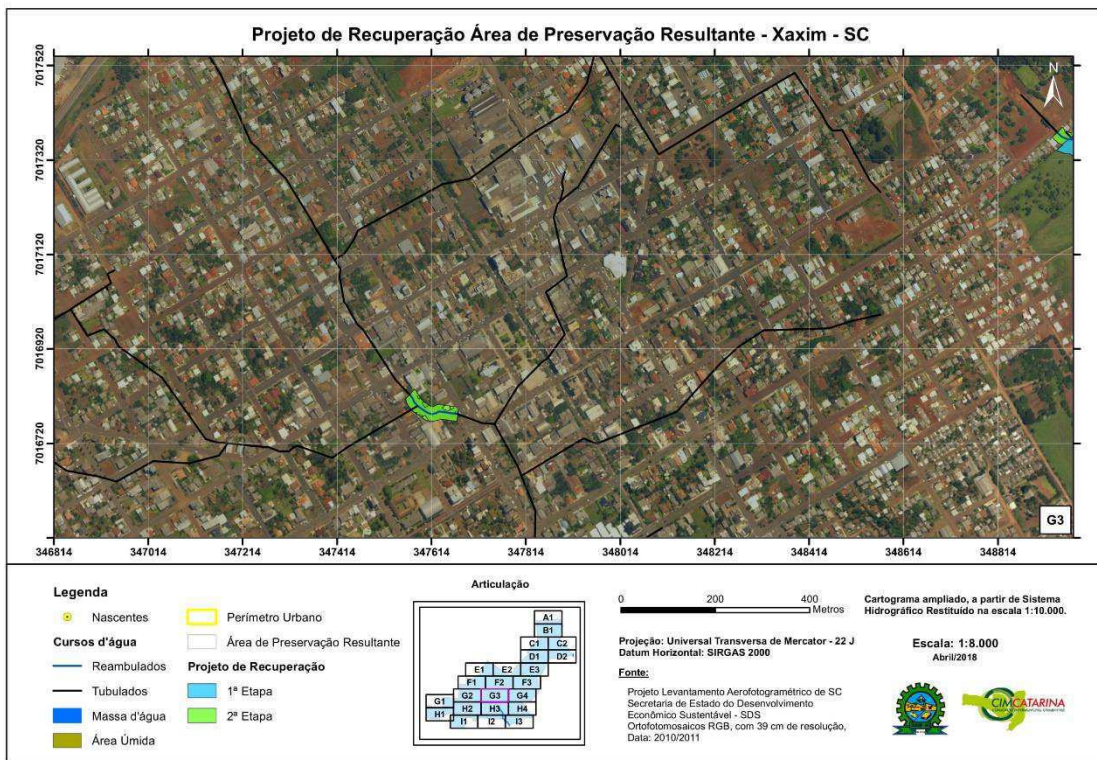 Projeto de Recuperação Área de Preservação Resultante - Xaxim - SC
7017520
7017320
7017120
7016920
7016720
N
G3
346814
347014
347214
347414
347614
347814
348014
348214
348414
348614
348814
Legenda
Nascentes
Cursos d'água
Reambulados
Tubulados
Massa d'água
Área Úmida
Perímetro Urbano
Área de Preservação Resultante
Projeto de Recuperação
1ª Etapa
2ª Etapa
Articulação
A1
B1
C1 C2
D1 D2
E1 E2 E3
F1 F2 F3
G1 G2 G3 G4
H1 H2 H3 H4
I1 I2 I3
0 200 400
Metros
Projeção: Universal Transversa de Mercator - 22 J
Datum Horizontal: SIRGAS 2000
Fonte:
Projeto Levantamento Aerofotogramétrico de SC
Secretaria de Estado do Desenvolvimento
Econômico Sustentável - SDS
Ortofotomosaicos RGB, com 39 cm de resolução,
Data: 2010/2011
Cartograma ampliado, a partir de Sistema
Hidrográfico Restituído na escala 1:10.000.
Escala: 1:8.000
Abril/2018
CIMCATARINA